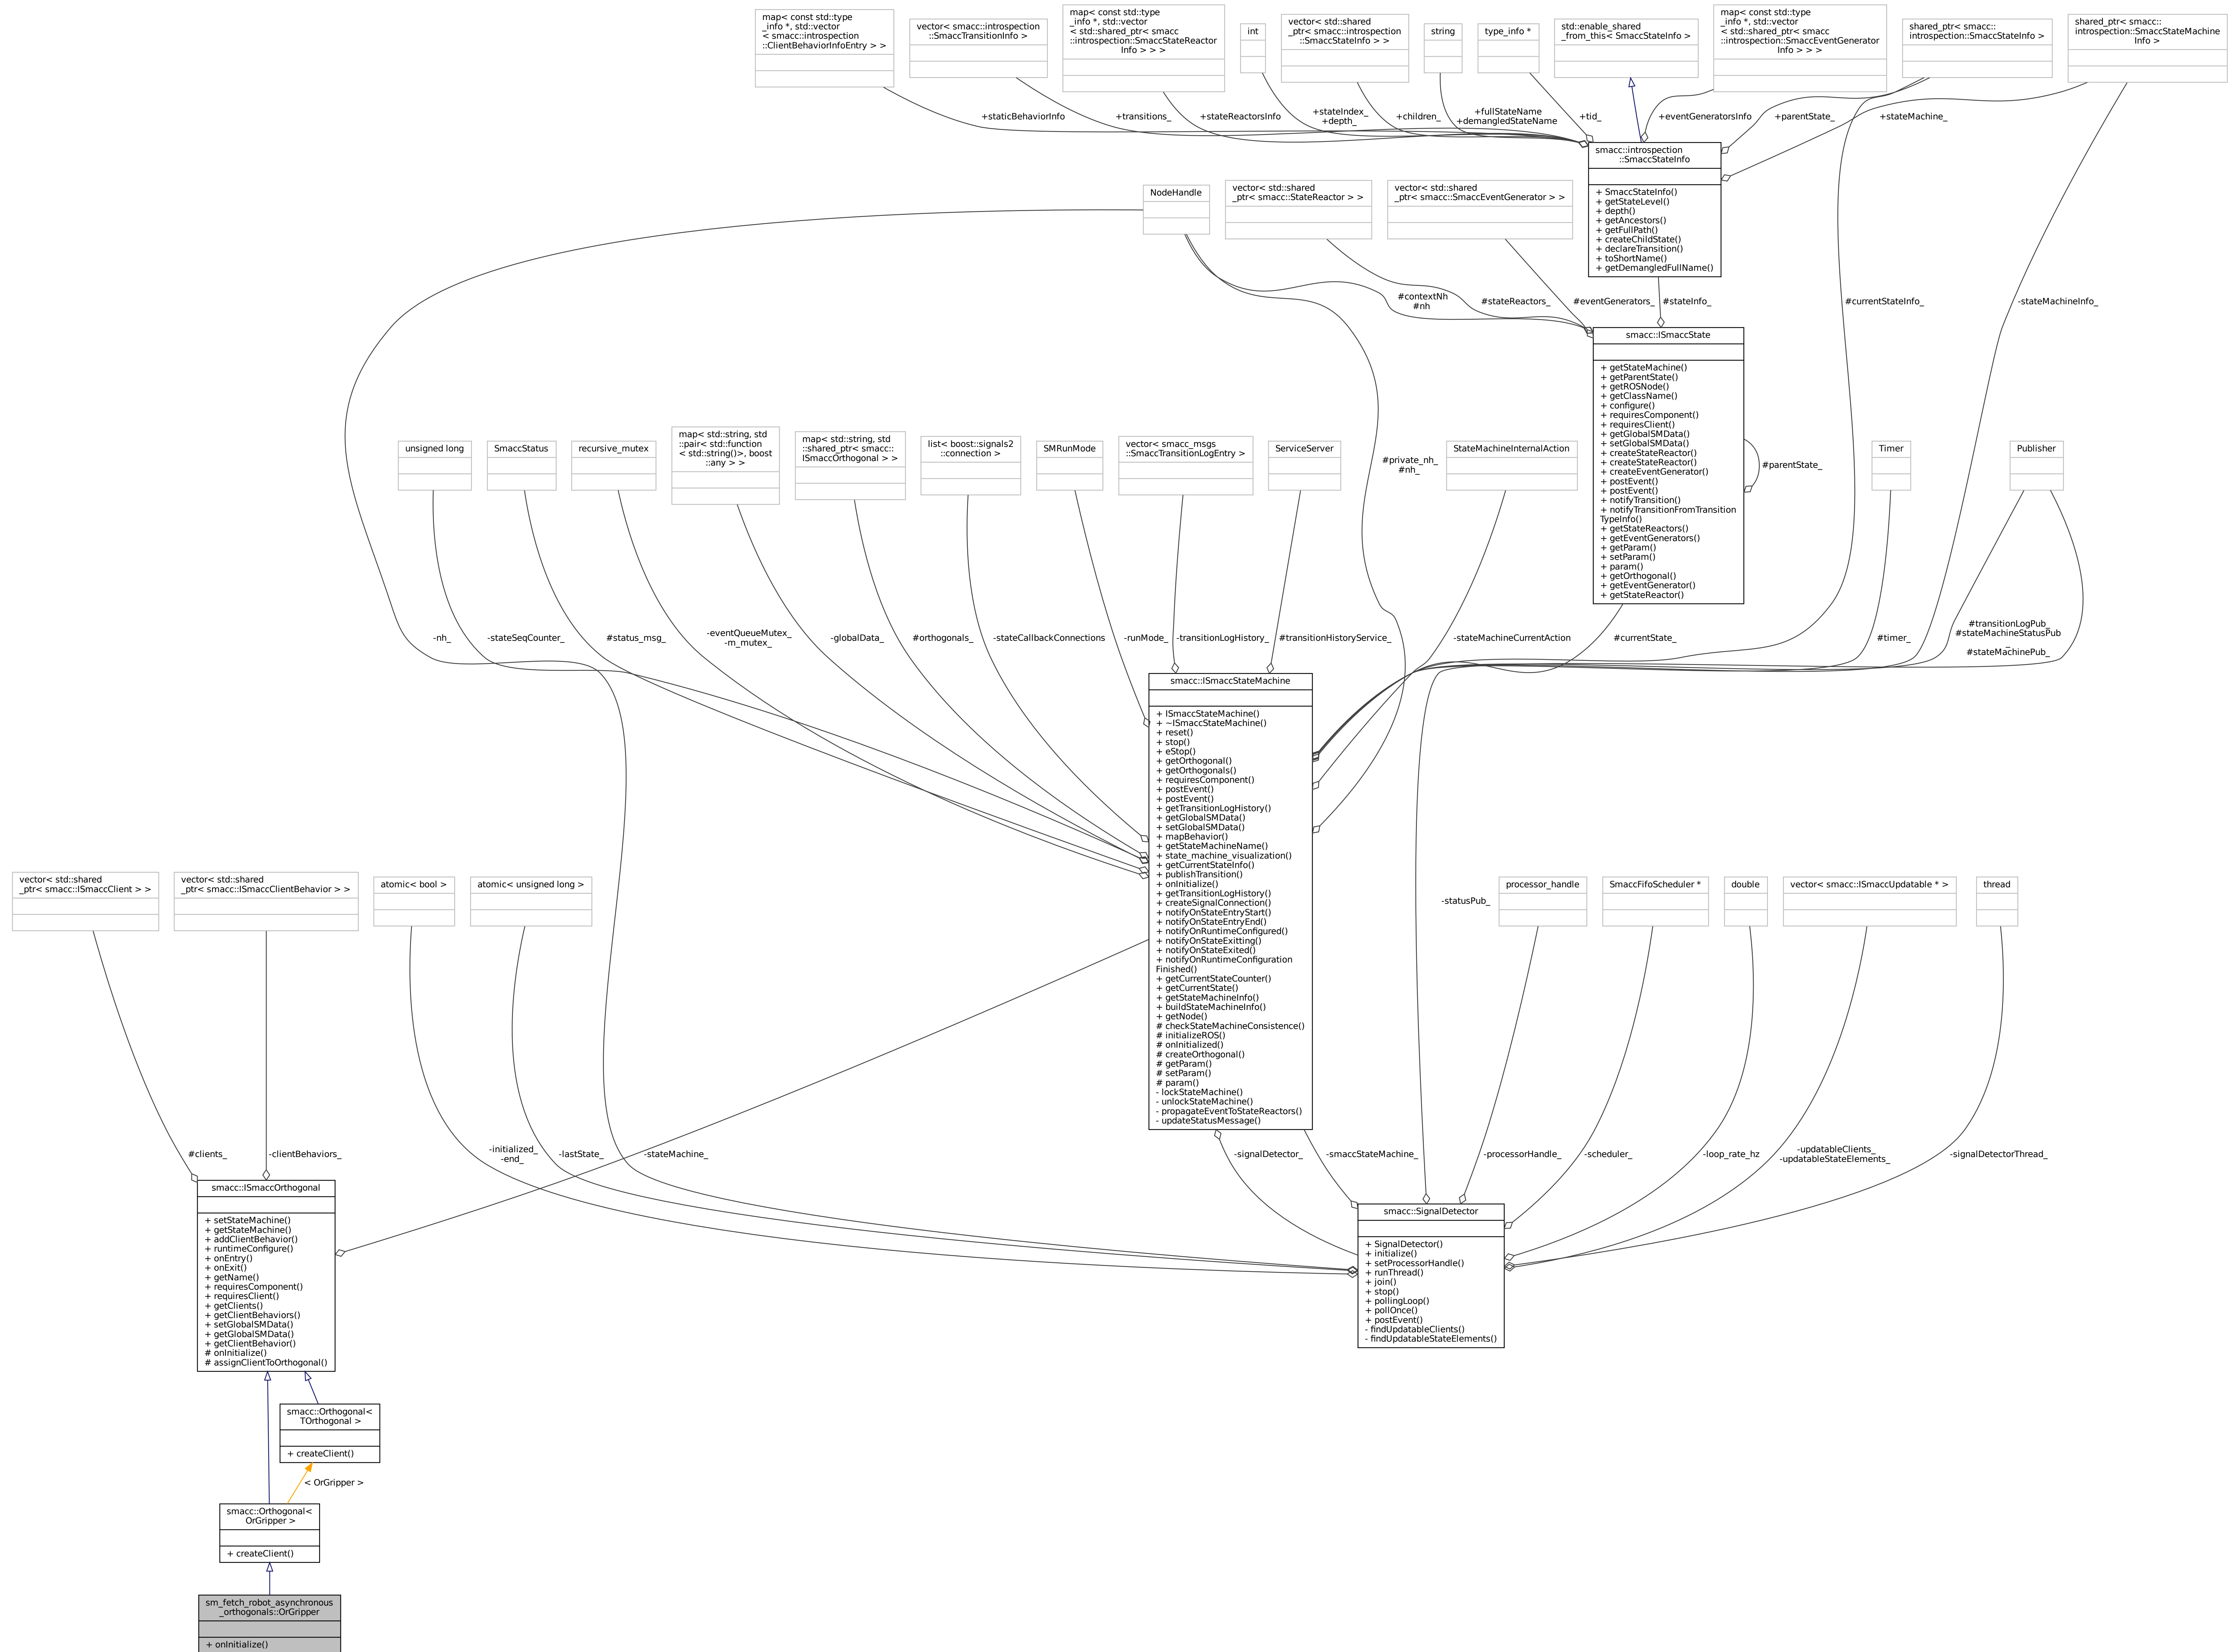 map< const std::type
_info *, std::vector
< smacc::introspection
::ClientBehaviorInfoEntry > >
vector< smacc::introspection
::SmaccTransitionInfo >
map< const std::type
_info *, std::vector
< std::shared_ptr< smacc
::introspection::SmaccStateReactor
Info > > >
int
vector< std::shared
_ptr< smacc::introspection
::SmaccStateInfo > >
string
type_info *
std::enable_shared
_from_this< SmaccStateInfo >
map< const std::type
_info *, std::vector
< std::shared_ptr< smacc
::introspection::SmaccEventGenerator
Info > > >
shared_ptr< smacc::
introspection::SmaccStateInfo >
shared_ptr< smacc::
introspection::SmaccStateMachine
Info >
+staticBehaviorInfo
+transitions_
+stateReactorsInfo
+stateIndex_
+depth_
+children_
+fullStateName
+demangledStateName
+tid_
+eventGeneratorsInfo
+parentState_
+stateMachine_
smacc::introspection
::SmaccStateInfo
+ SmaccStateInfo()
+ getStateLevel()
+ depth()
+ getAncestors()
+ getFullPath()
+ createChildState()
+ declareTransition()
+ toShortName()
+ getDemangledFullName()
NodeHandle
vector< std::shared
_ptr< smacc::StateReactor > >
vector< std::shared
_ptr< smacc::SmaccEventGenerator > >
#contextNh
#nh
#stateReactors_
#eventGenerators_
#stateInfo_
#currentStateInfo_
-stateMachineInfo_
smacc::ISmaccState
+ getStateMachine()
+ getParentState()
+ getROSNode()
+ getClassName()
+ configure()
+ requiresComponent()
+ requiresClient()
+ getGlobalSMData()
+ setGlobalSMData()
+ createStateReactor()
+ createStateReactor()
+ createEventGenerator()
+ postEvent()
+ postEvent()
+ notifyTransition()
+ notifyTransitionFromTransition
TypeInfo()
+ getStateReactors()
+ getEventGenerators()
+ getParam()
+ setParam()
+ param()
+ getOrthogonal()
+ getEventGenerator()
+ getStateReactor()
#parentState_
unsigned long
SmaccStatus
recursive_mutex
map< std::string, std
::pair< std::function
< std::string()>, boost
::any > >
map< std::string, std
::shared_ptr< smacc::
ISmaccOrthogonal > >
list< boost::signals2
::connection >
SMRunMode
vector< smacc_msgs
::SmaccTransitionLogEntry >
ServiceServer
#private_nh_
#nh_
StateMachineInternalAction
Timer
Publisher
-nh_
-stateSeqCounter_
#status_msg_
-eventQueueMutex_
-m_mutex_
-globalData_
#orthogonals_
-stateCallbackConnections
-runMode_
-transitionLogHistory_
#transitionHistoryService_
-stateMachineCurrentAction
#currentState_
#timer_
#transitionLogPub_
#stateMachineStatusPub
_
#stateMachinePub_
smacc::ISmaccStateMachine
+ ISmaccStateMachine()
+ ~ISmaccStateMachine()
+ reset()
+ stop()
+ eStop()
+ getOrthogonal()
+ getOrthogonals()
+ requiresComponent()
+ postEvent()
+ postEvent()
+ getTransitionLogHistory()
+ getGlobalSMData()
+ setGlobalSMData()
+ mapBehavior()
+ getStateMachineName()
+ state_machine_visualization()
+ getCurrentStateInfo()
+ publishTransition()
+ onInitialize()
+ getTransitionLogHistory()
+ createSignalConnection()
+ notifyOnStateEntryStart()
+ notifyOnStateEntryEnd()
+ notifyOnRuntimeConfigured()
+ notifyOnStateExitting()
+ notifyOnStateExited()
+ notifyOnRuntimeConfiguration
Finished()
+ getCurrentStateCounter()
+ getCurrentState()
+ getStateMachineInfo()
+ buildStateMachineInfo()
+ getNode()
# checkStateMachineConsistence()
# initializeROS()
# onInitialized()
# createOrthogonal()
# getParam()
# setParam()
# param()
- lockStateMachine()
- unlockStateMachine()
- propagateEventToStateReactors()
- updateStatusMessage()
vector< std::shared
_ptr< smacc::ISmaccClient > >
vector< std::shared
_ptr< smacc::ISmaccClientBehavior > >
atomic< bool >
atomic< unsigned long >
-statusPub_
processor_handle
SmaccFifoScheduler *
double
vector< smacc::ISmaccUpdatable * >
thread
#clients_
-clientBehaviors_
-initialized_
-end_
-lastState_
-stateMachine_
-signalDetector_
-smaccStateMachine_
-processorHandle_
-scheduler_
-loop_rate_hz
-updatableClients_
-updatableStateElements_
-signalDetectorThread_
smacc::ISmaccOrthogonal
+ setStateMachine()
+ getStateMachine()
+ addClientBehavior()
+ runtimeConfigure()
+ onEntry()
+ onExit()
+ getName()
+ requiresComponent()
+ requiresClient()
+ getClients()
+ getClientBehaviors()
+ setGlobalSMData()
+ getGlobalSMData()
+ getClientBehavior()
# onInitialize()
# assignClientToOrthogonal()
smacc::SignalDetector
+ SignalDetector()
+ initialize()
+ setProcessorHandle()
+ runThread()
+ join()
+ stop()
+ pollingLoop()
+ pollOnce()
+ postEvent()
- findUpdatableClients()
- findUpdatableStateElements()
smacc::Orthogonal<
TOrthogonal >
+ createClient()
< OrGripper >
smacc::Orthogonal<
OrGripper >
+ createClient()
sm_fetch_robot_asynchronous
_orthogonals::OrGripper
+ onInitialize()